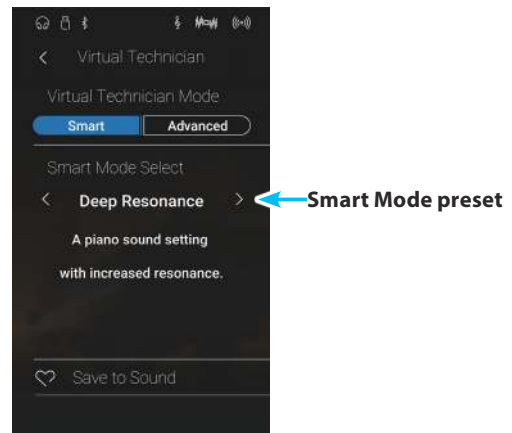 Virtual Technician
Virtual Technician Mode
Smart Advanced
Smart Mode Select
Deep Resonance
Smart Mode preset
A piano sound setting
with increased resonance.
Save to Sound